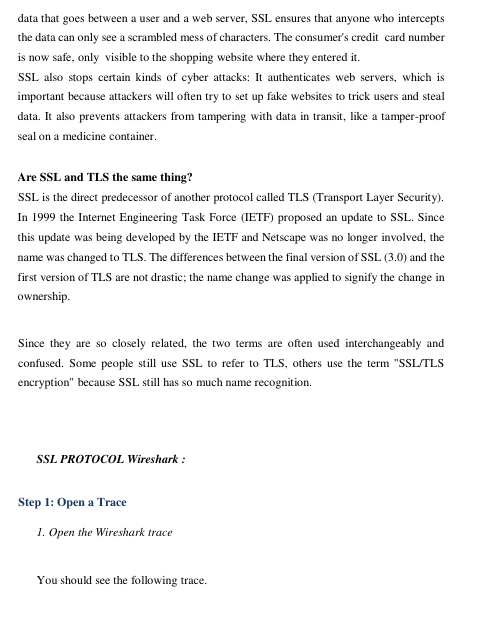 data that goes between a user and a web server, SSL ensures that anyone who intercepts
the data can only see a scrambled mess of characters. The consumer's credit card number
is now safe, only visible to the shopping website where they entered it.
SSL also stops certain kinds of cyber attacks: It authenticates web servers, which is
important because attackers will often try to set up fake websites to trick users and steal
data. It also prevents attackers from tampering with data in transit, like a tamper-proof
seal on a medicine container.
Are SSL and TLS the same thing?
SSL is the direct predecessor of another protocol called TLS (Transport Layer Security).
In 1999 the Internet Engineering Task Force (IETF) proposed an update to SSL. Since
this update was being developed by the IETF and Netscape was no longer involved, the
name was changed to TLS. The differences between the final version of SSL (3.0) and the
first version of TLS are not drastic; the name change was applied to signify the change in
ownership.
Since they are so closely related, the two terms are often used interchangeably and
confused. Some people still use SSL to refer to TLS, others use the term "SSL/TLS
encryption" because SSL still has so much name recognition.
SSL PROTOCOL Wireshark :
Step 1: Open a Trace
1. Open the Wireshark trace
You should see the following trace.